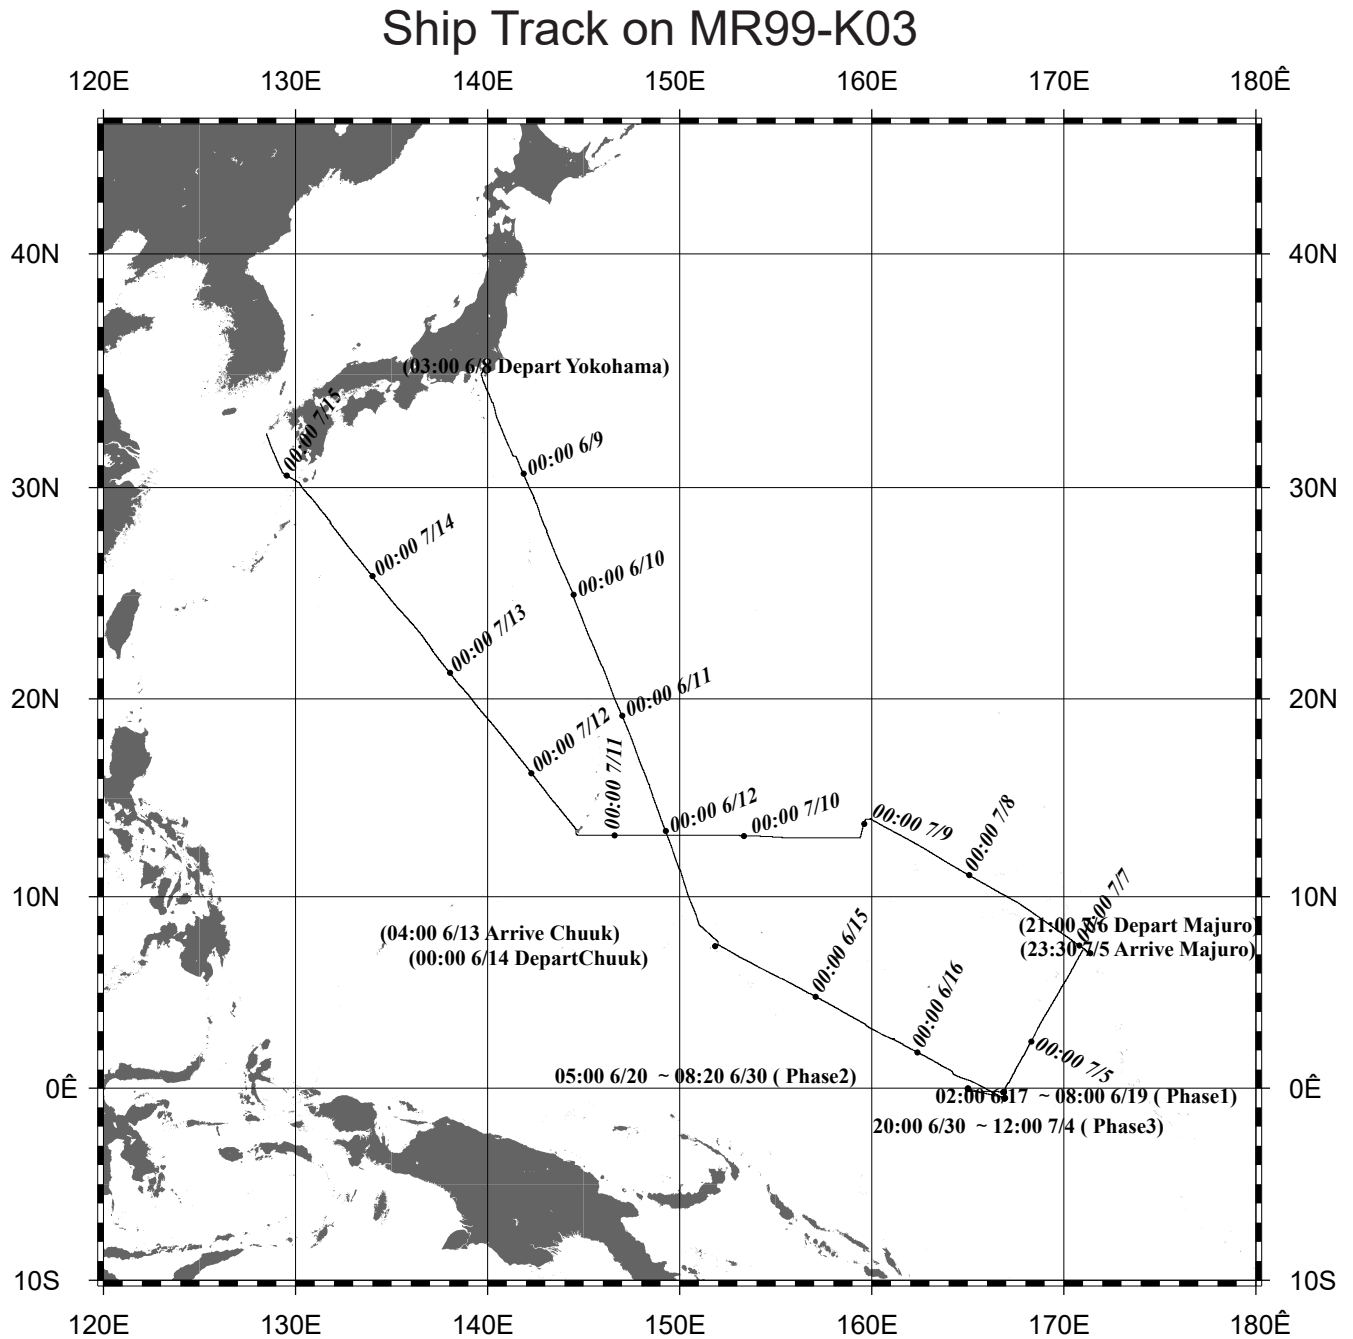 Ship Track on MR99-K03
120E 130E 140E 150E 160E 170E 180Ê
40N 40N
(03:00 6/8 Depart Yokohama)
00:00 7/15
00:00 6/9
30N 30N
00:00 7/14
00:00 6/10
00:00 7/13
00:00 6/11
20N 20N
00:00 7/12
00:00 7/11
00:00 6/12
00:00 7/10
00:00 7/9
00:00 7/8
00:00 7/7
10N 10N
(21:00 7/6 Depart Majuro)
(04:00 6/13 Arrive Chuuk)
(23:30 7/5 Arrive Majuro)
(00:00 6/14 DepartChuuk)
00:00 6/15
00:00 6/16
00:00 7/5
05:00 6/20 ~ 08:20 6/30 ( Phase2)
0Ê 0Ê
02:00 6/17 ~ 08:00 6/19 ( Phase1)
20:00 6/30 ~ 12:00 7/4 ( Phase3)
10S 10S
120E 130E 140E 150E 160E 170E 180Ê